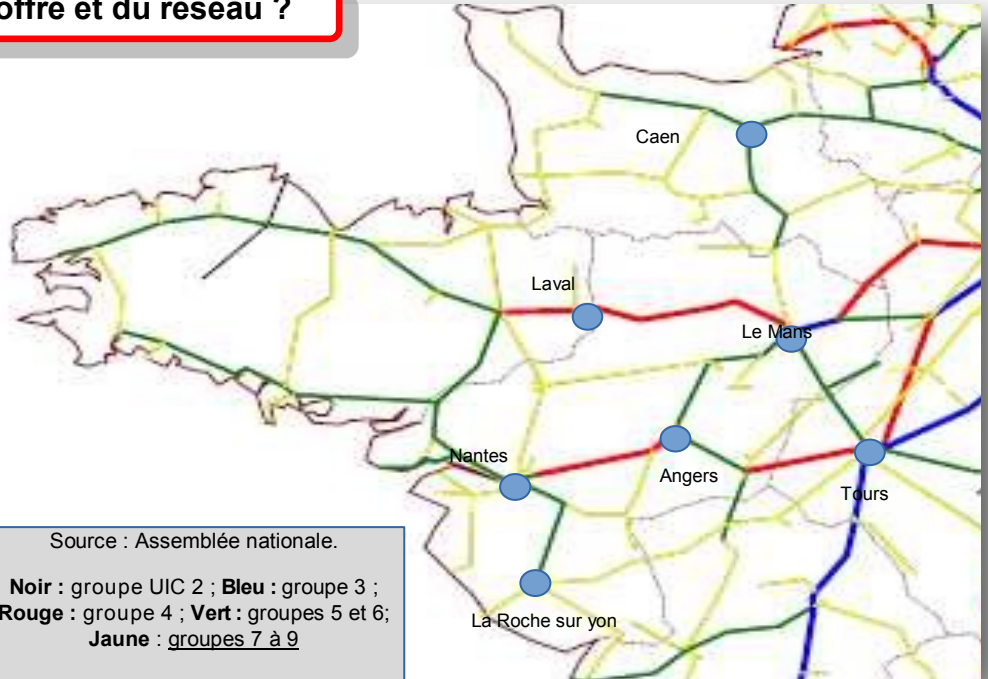 offre et du réseau ?
Caen
Laval
Le Mans
Nantes
Angers
Tours
La Roche sur yon
Source : Assemblée nationale.
Noir : groupe UIC 2 ; Bleu : groupe 3 ;
Rouge : groupe 4 ; Vert : groupes 5 et 6;
Jaune : groupes 7 à 9